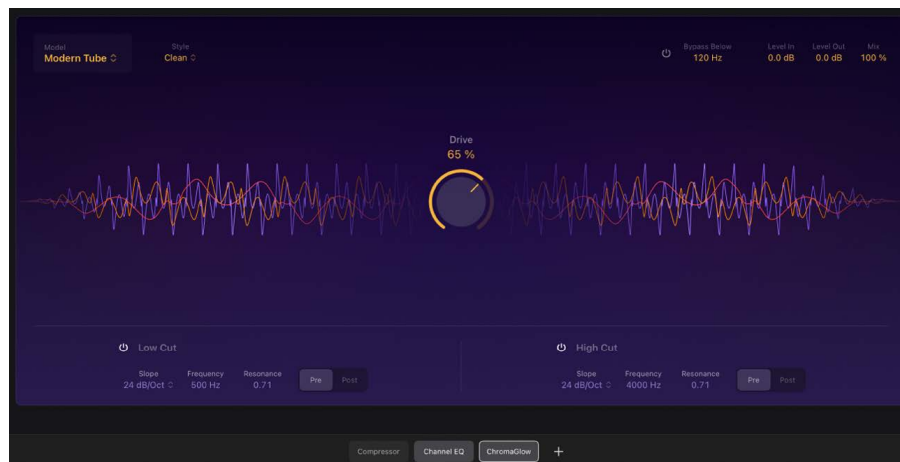 Model
Modern Tube
Style
Clean
Bypass Below
120 Hz
Level In
0.0 dB
Level Out
0.0 dB
Mix
100 %
Drive
65 %
Low Cut
Slope
24 dB/Oct
Frequency
500 Hz
Resonance
0.71
Pre
Post
High Cut
Slope
24 dB/Oct
Frequency
4000 Hz
Resonance
0.71
Pre
Post
Compressor
Channel EQ
ChromaGlow
+